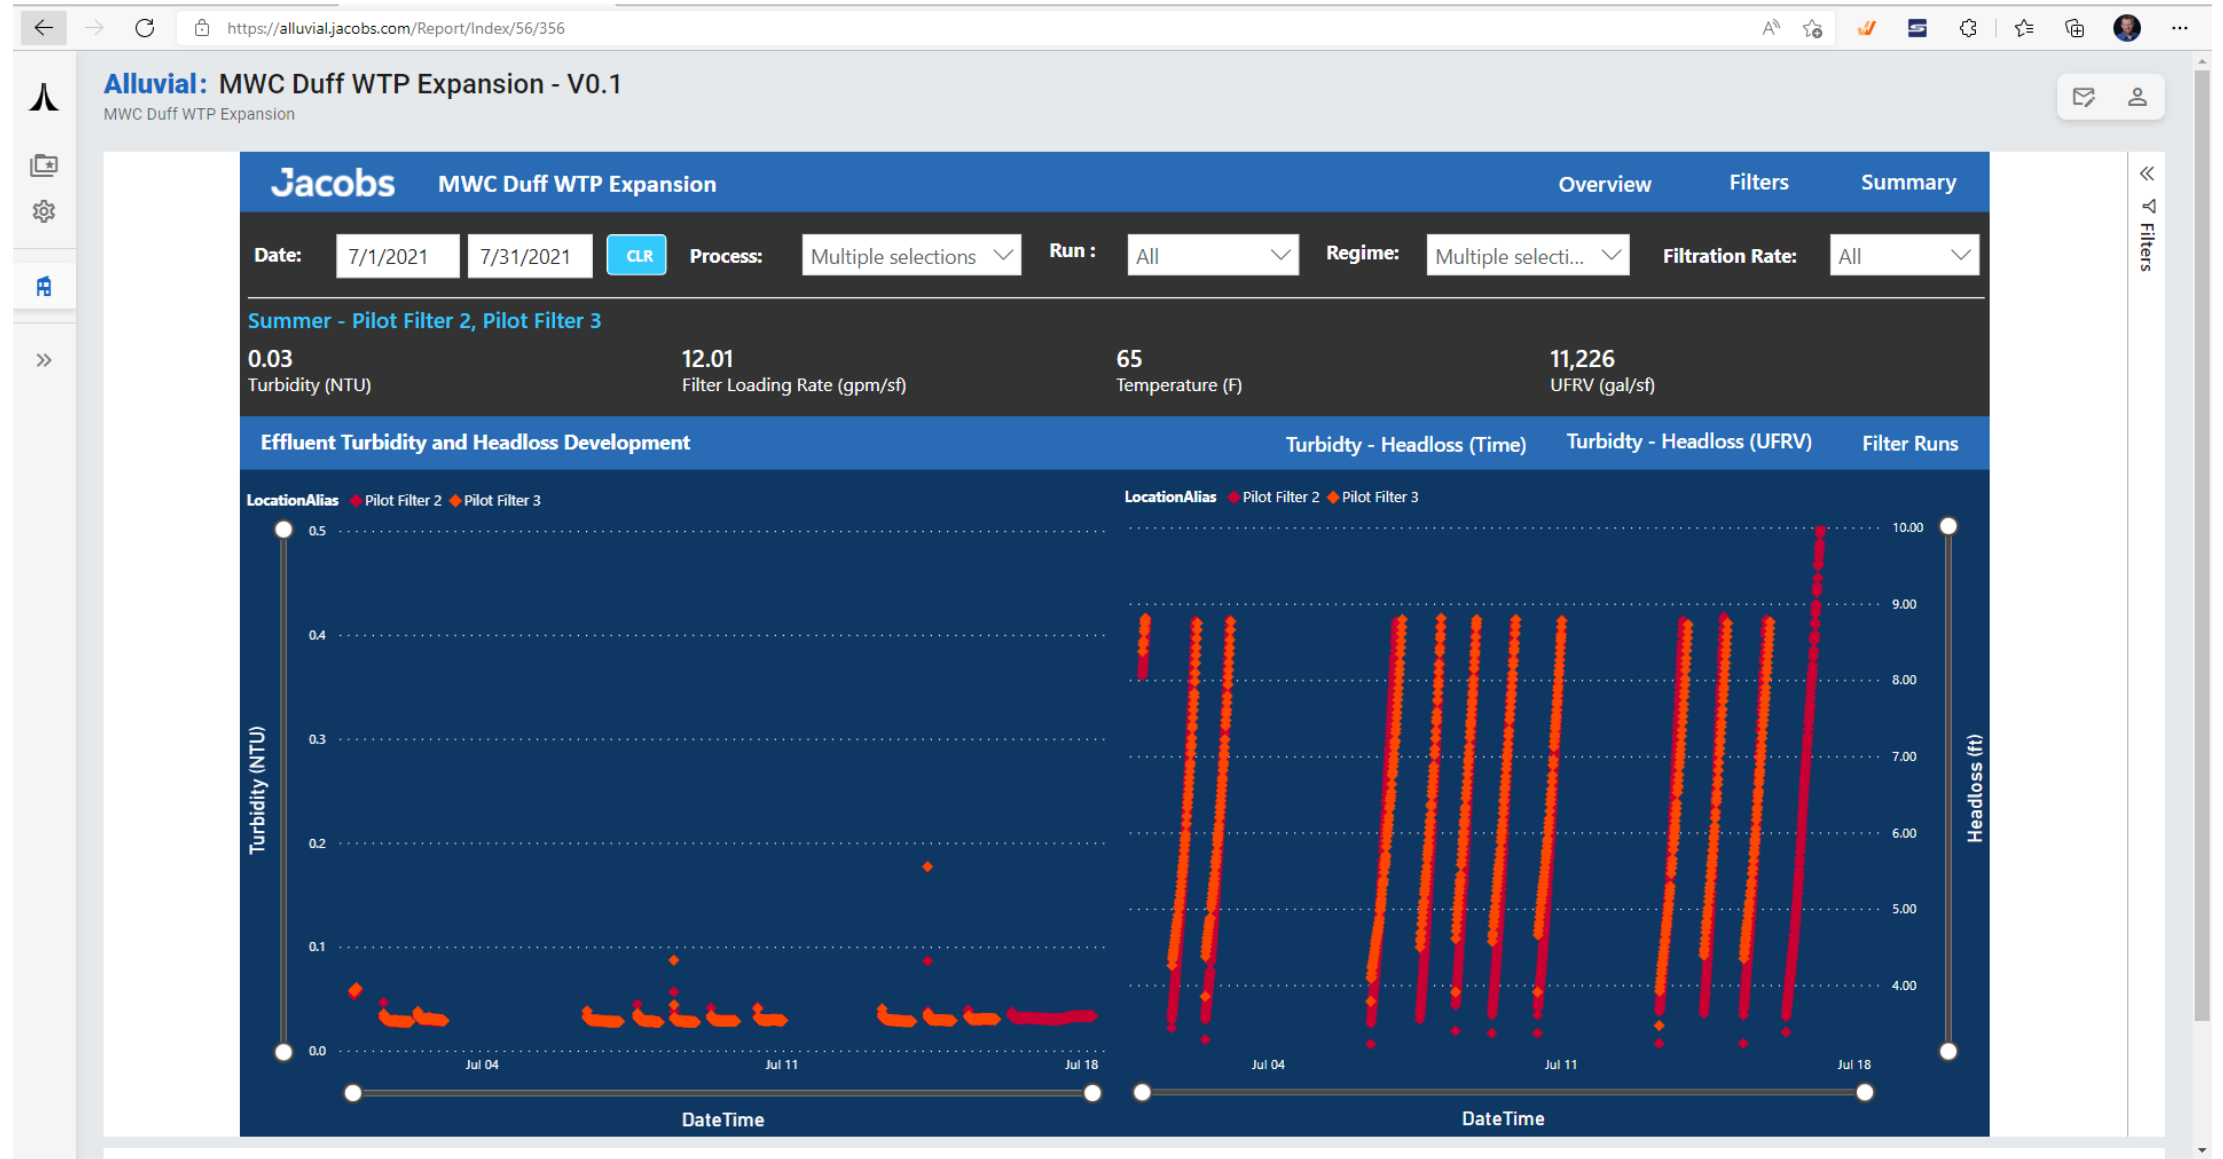 https://alluvial.jacobs.com/Report/Index/56/356
Alluvial: MWC Duff WTP Expansion - V0.1
MWC Duff WTP Expansion
Jacobs MWC Duff WTP Expansion Overview Filters Summary
Date: 7/1/2021 7/31/2021 CLR Process: Multiple selections Run : All Regime: Multiple selecti... Filtration Rate: All
Filters
Summer - Pilot Filter 2, Pilot Filter 3
0.03 12.01 65 11,226
Turbidity (NTU) Filter Loading Rate (gpm/sf) Temperature (F) UFRV (gal/sf)
Effluent Turbidity and Headloss Development Turbidty - Headloss (Time) Turbidty - Headloss (UFRV) Filter Runs
LocationAlias Pilot Filter 2 Pilot Filter 3
0.5
0.4
0.3
0.2
0.1
0.0
Turbidity (NTU)
Jul 04 Jul 11 Jul 18
DateTime
LocationAlias Pilot Filter 2 Pilot Filter 3
10.00
9.00
8.00
7.00
6.00
5.00
4.00
Headloss (ft)
Jul 04 Jul 11 Jul 18
DateTime